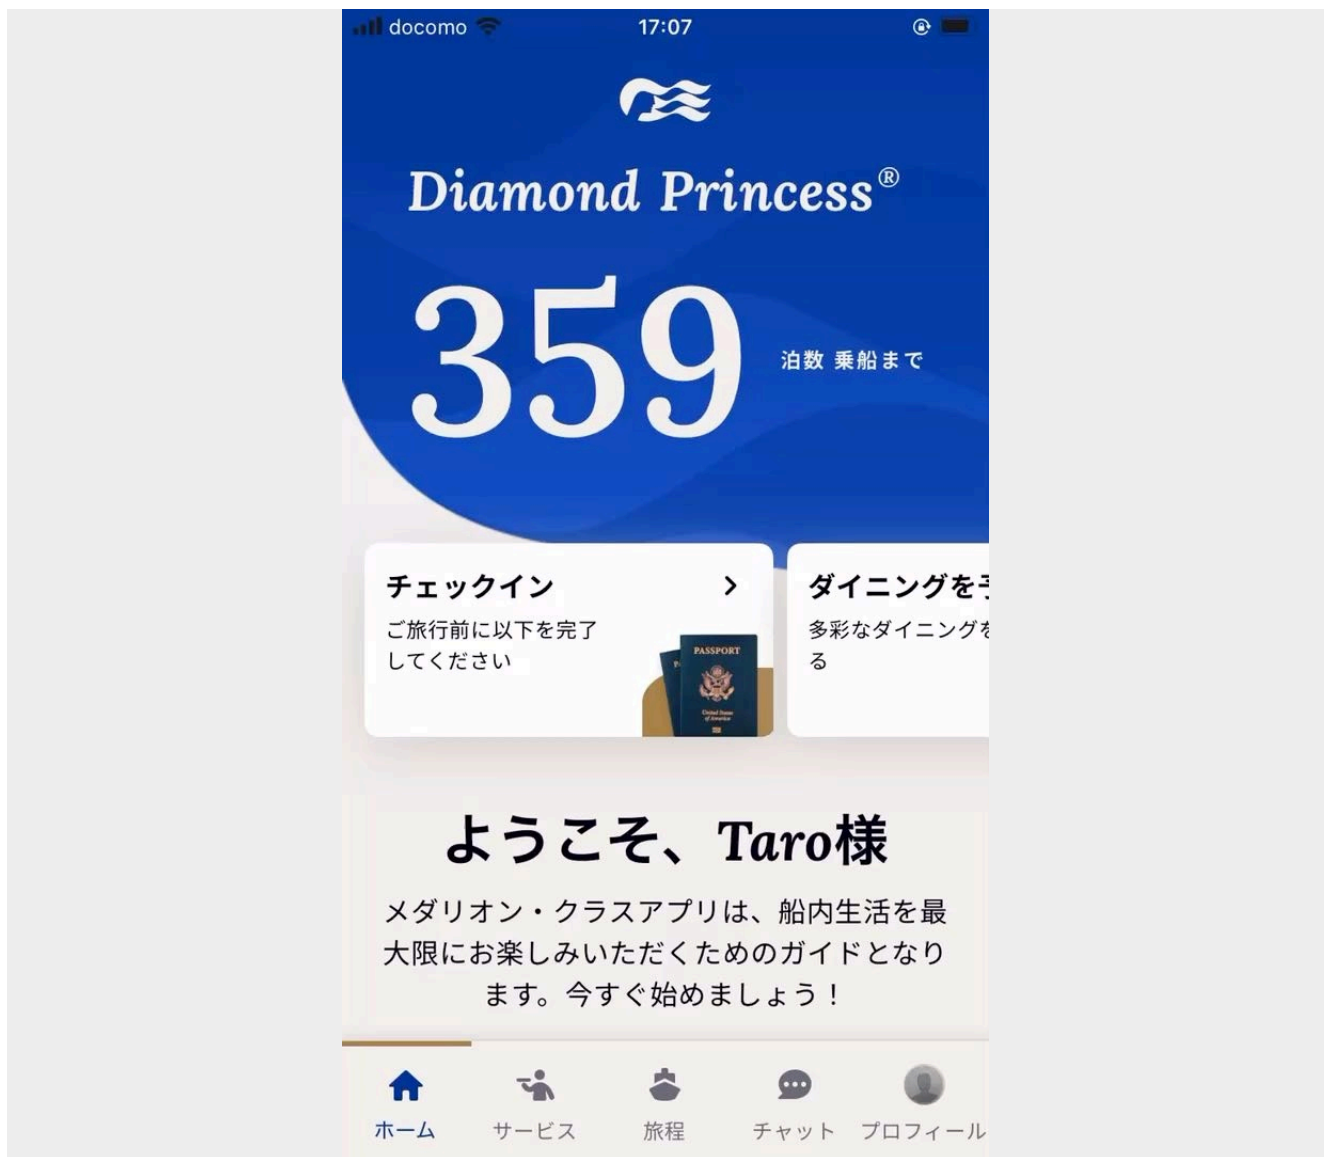 docomo 17:07
Diamond Princess®
359 泊数 乗船まで
チェックイン
ご旅行前に以下を完了
してください
PASSPORT
United States
of America
ダイニングを予
多彩なダイニングを
る
ようこそ、Taro様
メダリオン・クラスアプリは、船内生活を最
大限にお楽しみいただくためのガイドとなり
ます。今すぐ始めましょう！
ホーム サービス 旅程 チャット プロフィール